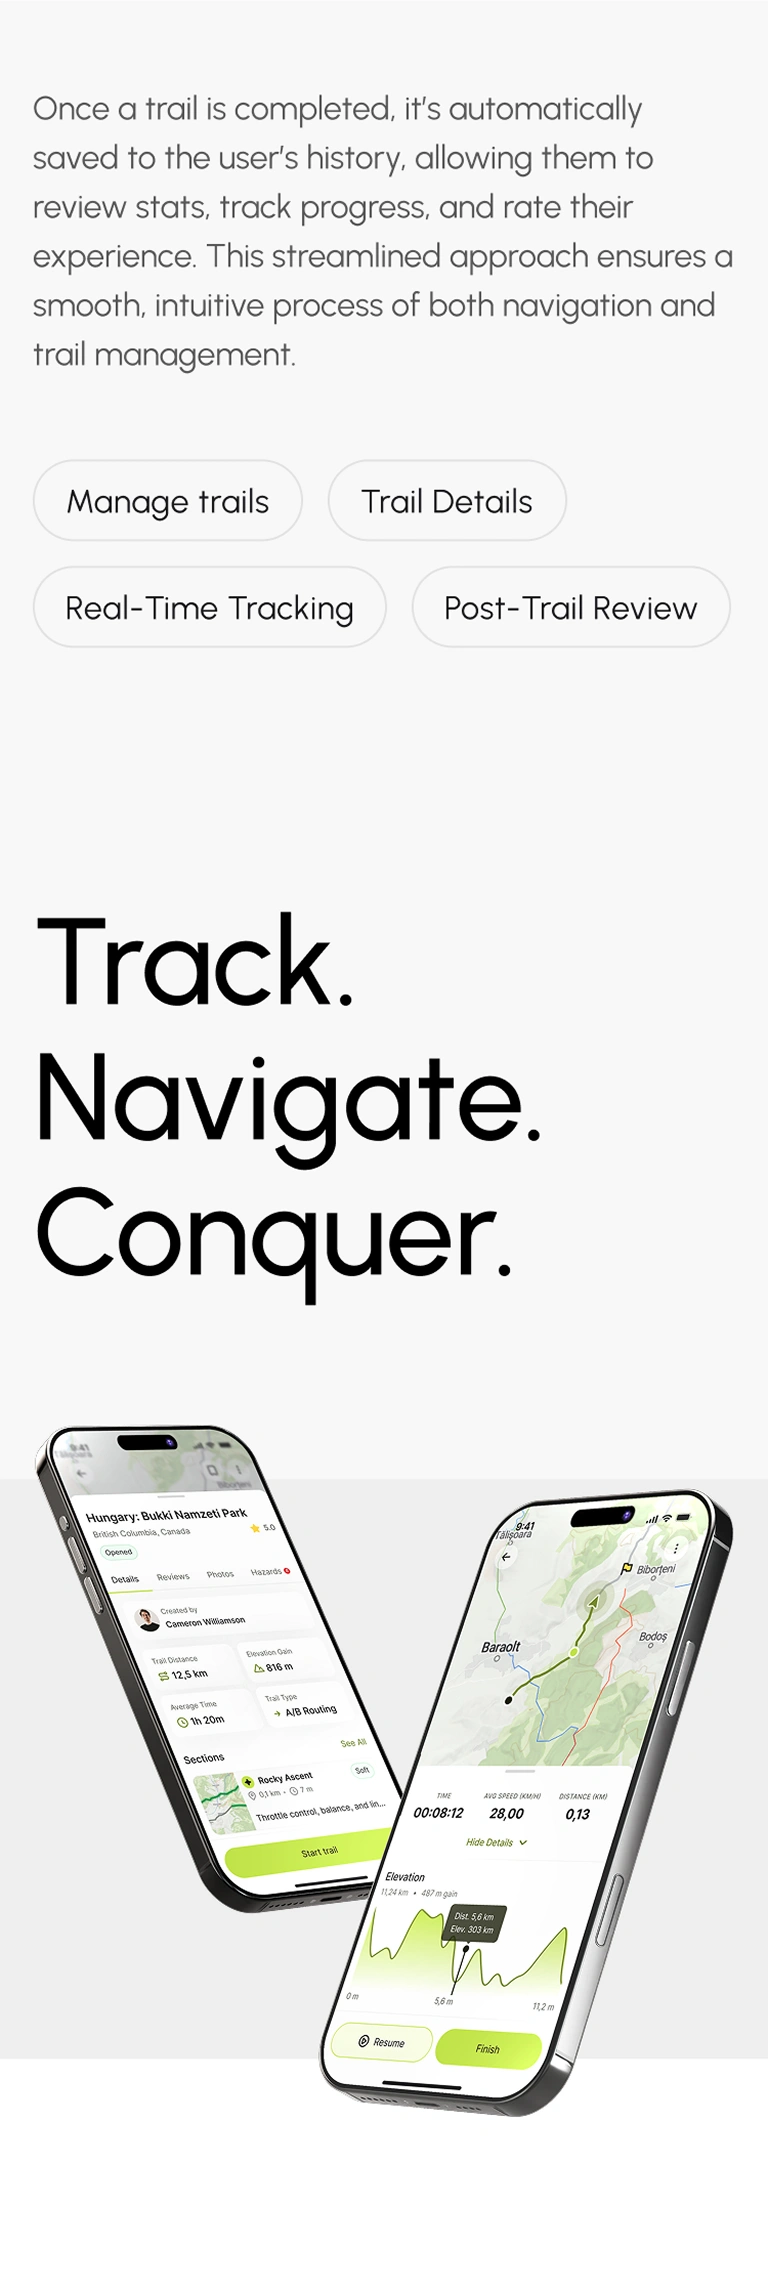 Once a trail is completed, it's automatically
saved to the user's history, allowing them to
review stats, track progress, and rate their
experience. This streamlined approach ensures a
smooth, intuitive process of both navigation and
trail management.
Manage trails
Trail Details
Real-Time Tracking
Post-Trail Review
Track.
Navigate.
Conquer.
9:41
Hungary: Bukki Namzeti Park
British Columbia, Canada
5.0
Opened
Details
Reviews
Photos
Hazards
Created by
Cameron Williamson
Trail Distance
12,5 km
Elevation Gain
816 m
Average Time
1h 20m
Trail Type
A/B Routing
Sections
See All
Rocky Ascent
Soft
0,1 km • 7 m
Throttle control, balance, and lin...
Start trail
9:41
Tălișoara
Biborțeni
Baraolt
Bodoș
TIME
AVG SPEED (KM/H)
DISTANCE (KM)
00:08:12
28,00
0,13
Hide Details
Elevation
11,24 km • 487 m gain
Dist. 5,6 km
Elev. 303 km
0 m
5,6 m
11,2 m
Resume
Finish